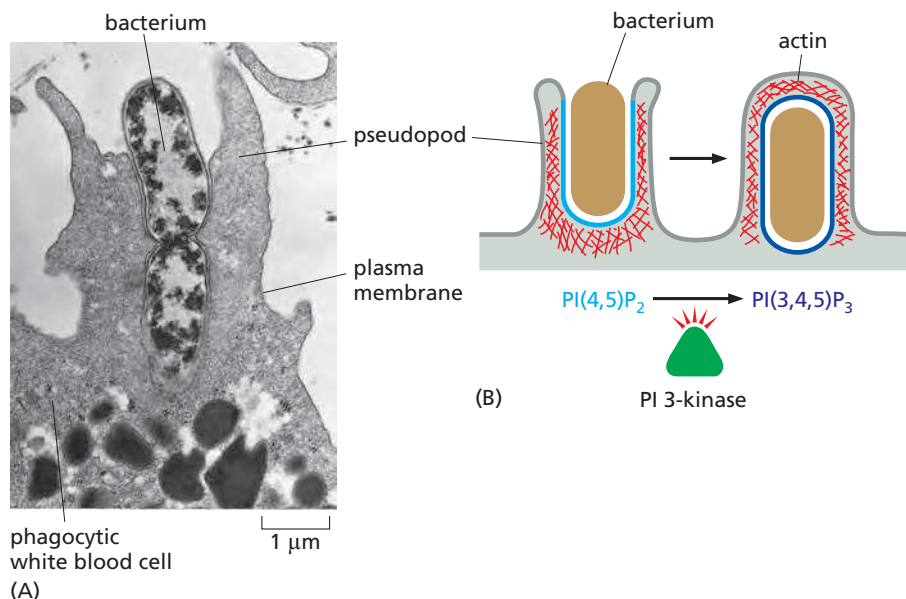 bacterium
pseudopod
plasma
membrane
phagocytic
white blood cell
1 μm
(A)
bacterium
actin
PI(4,5)P₂
PI(3,4,5)P₃
PI 3-kinase
(B)